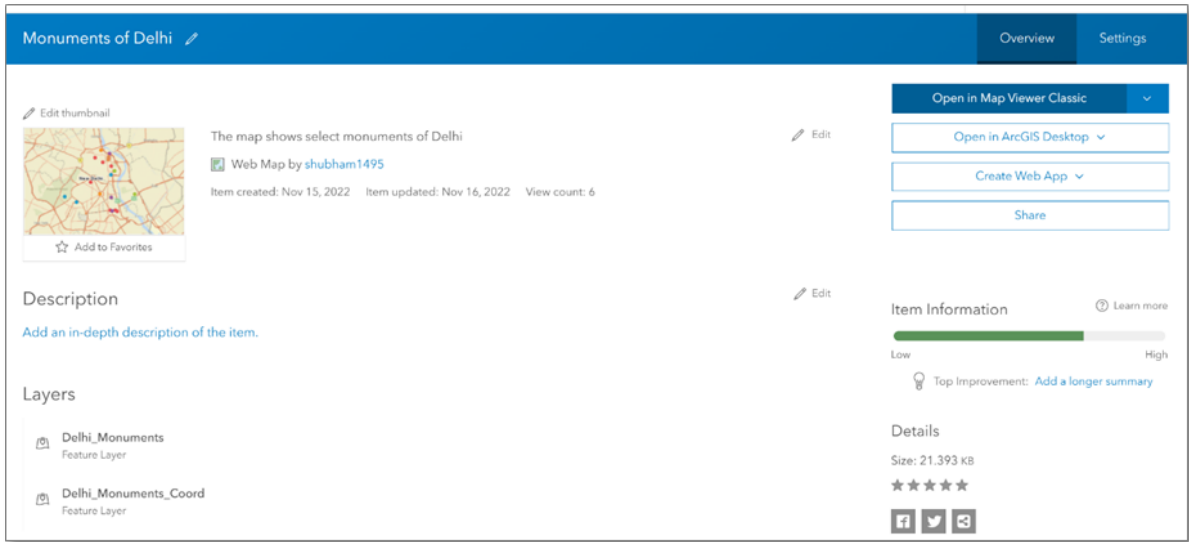 Monuments of Delhi
Overview
Settings
Edit thumbnail
New Delhi
Add to Favorites
The map shows select monuments of Delhi
Edit
Web Map by shubham1495
Item created: Nov 15, 2022 Item updated: Nov 16, 2022 View count: 6
Open in Map Viewer Classic
Open in ArcGIS Desktop
Create Web App
Share
Description
Edit
Add an in-depth description of the item.
Item Information
Learn more
Low
High
Top Improvement: Add a longer summary
Layers
Delhi_Monuments
Feature Layer
Delhi_Monuments_Coord
Feature Layer
Details
Size: 21.393 KB